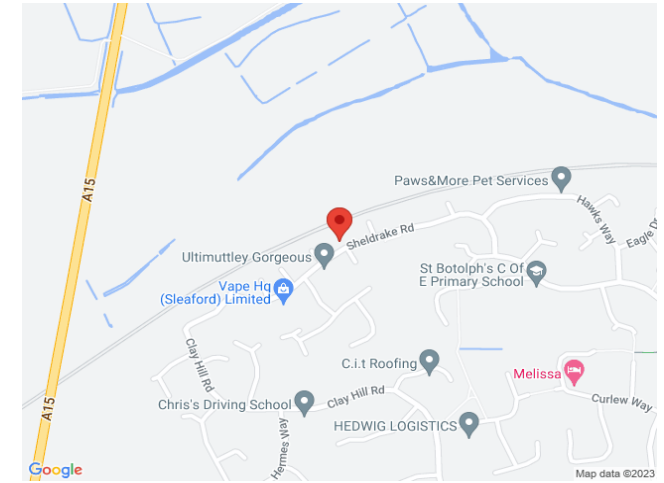 A15
Paws&More Pet Services
Hawks Way
Sheldrake Rd
Eagle Dr
Ultimuttley Gorgeous
St Botolph's C Of
E Primary School
Vape Hq
(Sleaford) Limited
Clay Hill Rd
C.i.t Roofing
Melissa
Chris's Driving School
Clay Hill Rd
Curlew Way
A15
Hermes Way
HEDWIG LOGISTICS
Google
Map data ©2023